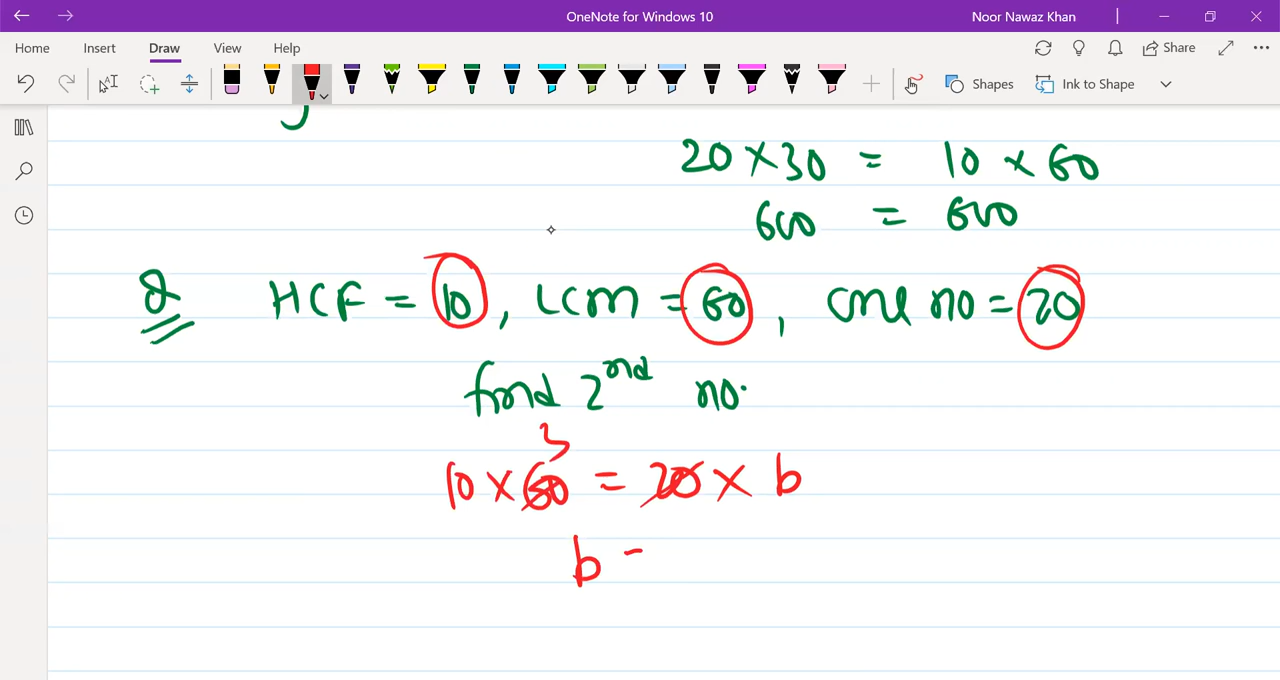 OneNote for Windows 10
Noor Nawaz Khan
Home Insert Draw View Help
Share
Shapes
Ink to Shape
20 × 30 = 10 × 60
600 = 600
Q HCF = 10, LCM = 60, one no = 20
find 2nd no.
3
10 × 60 = 20 × b
b -